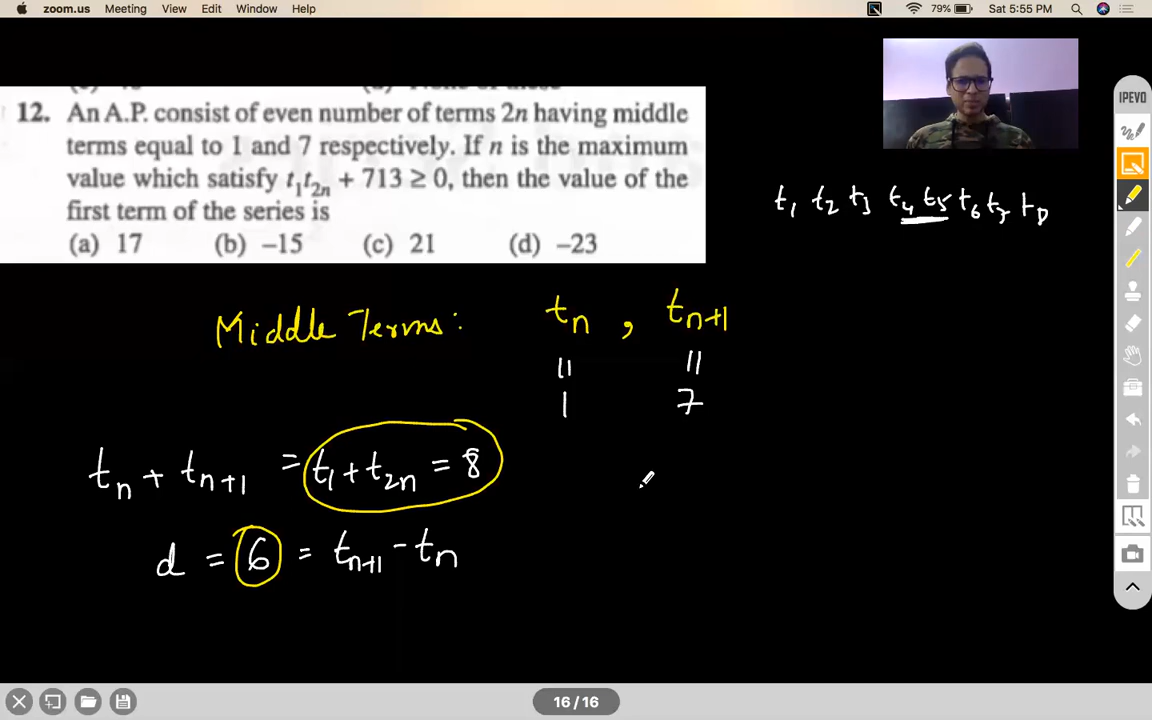 zoom.us Meeting View Edit Window Help 79% Sat 5:55 PM
IPEVO
12. An A.P. consist of even number of terms 2n having middle
terms equal to 1 and 7 respectively. If n is the maximum
value which satisfy t₁t₂ₙ + 713 ≥ 0, then the value of the
first term of the series is
(a) 17 (b) –15 (c) 21 (d) –23
t₁ t₂ t₃ t₄ t₅ t₆ t₇ t₈
Middle Terms: tₙ , tₙ₊₁
|| ||
1 7
tₙ + tₙ₊₁ = t₁ + t₂ₙ = 8
d = 6 = tₙ₊₁ - tₙ
16 / 16